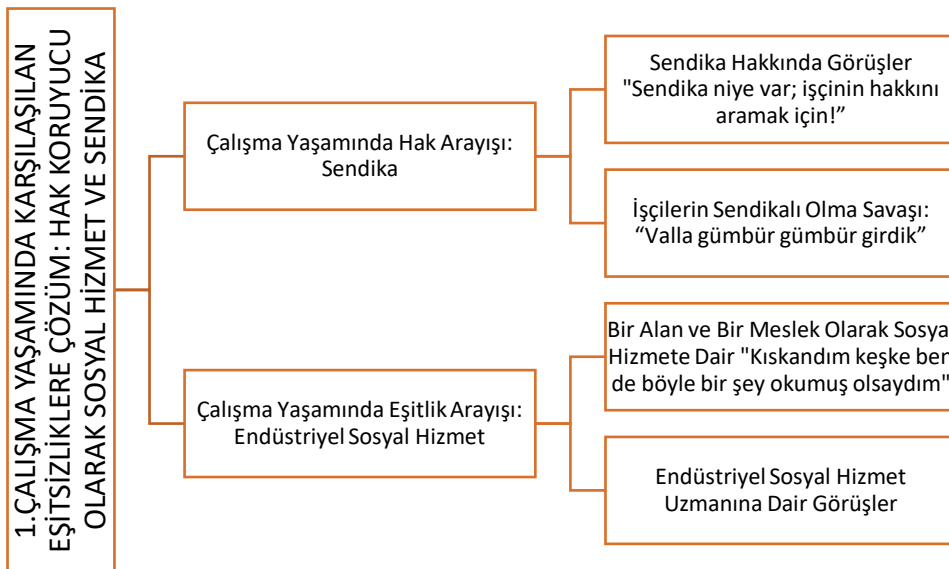 1.ÇALIŞMA YAŞAMINDA KARŞILAŞILAN
EŞİTSİZLİKLERE ÇÖZÜM: HAK KORUYUCU
OLARAK SOSYAL HİZMET VE SENDİKA
Çalışma Yaşamında Hak Arayışı:
Sendika
Sendika Hakkında Görüşler
"Sendika niye var; işçinin hakkını
aramak için!”
İşçilerin Sendikalı Olma Savaşı:
“Valla gümbür gümbür girdik”
Çalışma Yaşamında Eşitlik Arayışı:
Endüstriyel Sosyal Hizmet
Bir Alan ve Bir Meslek Olarak Sosya
Hizmete Dair "Kıskandım keşke ben
de böyle bir şey okumuş olsaydım"
Endüstriyel Sosyal Hizmet
Uzmanına Dair Görüşler